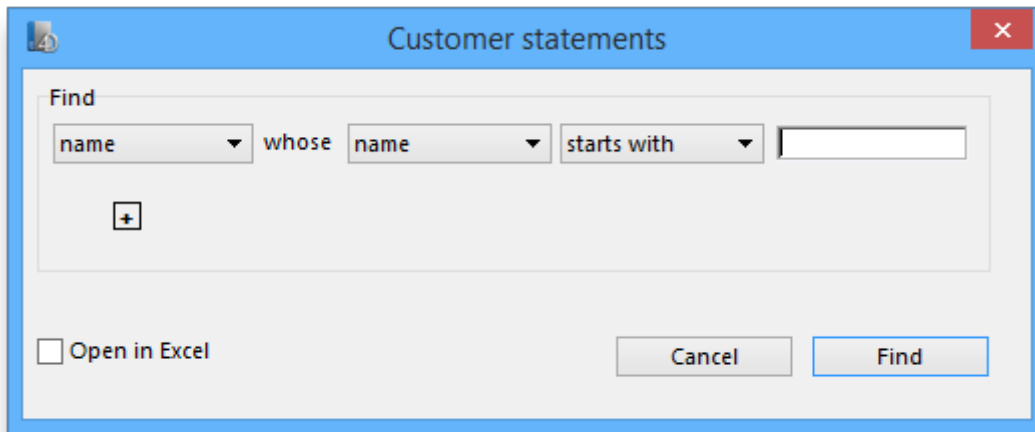 Customer statements
Find
name whose name starts with
+
Open in Excel
Cancel Find